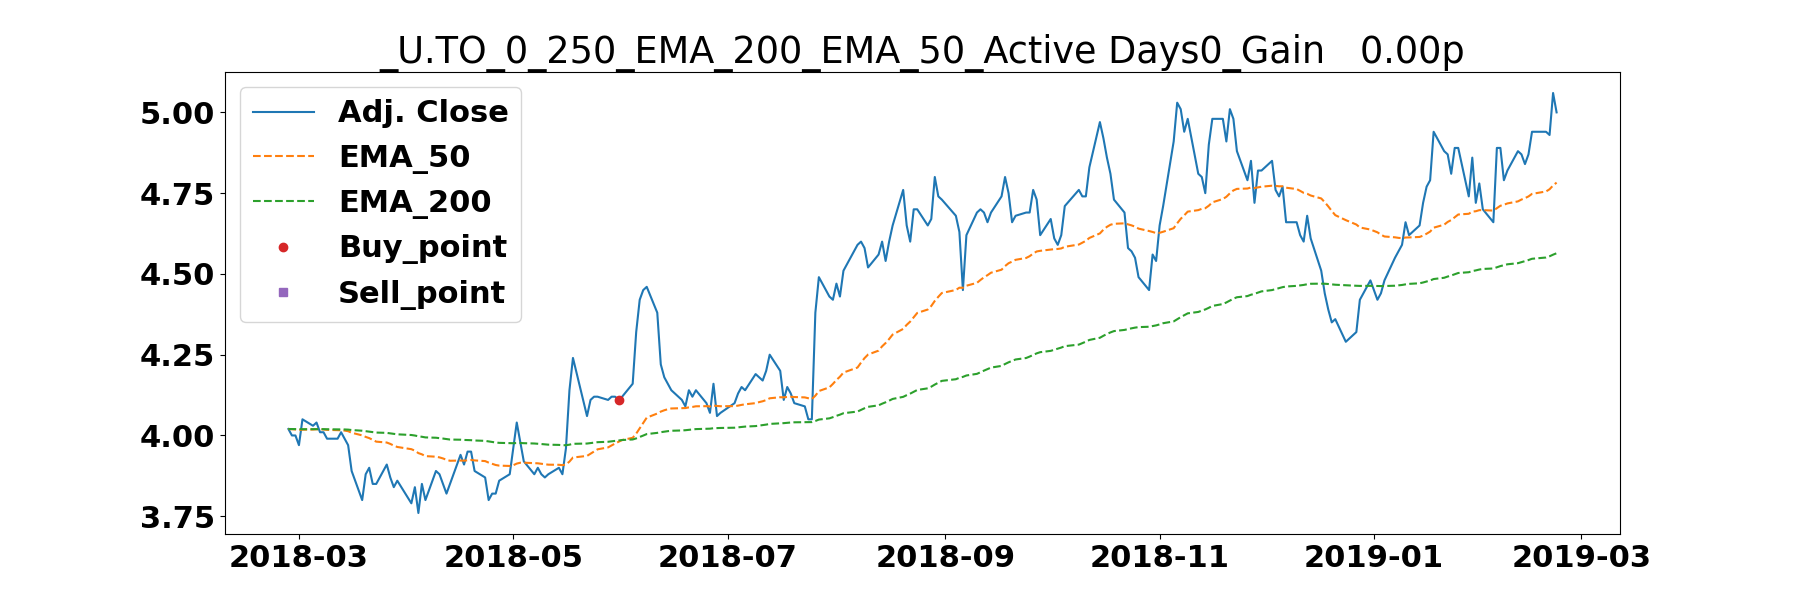 _U.TO_0_250_EMA_200_EMA_50_Active Days0_Gain   0.00p
Adj. Close
EMA_50
EMA_200
Buy_point
Sell_point
5.00
4.75
4.50
4.25
4.00
3.75
2018-03 2018-05 2018-07 2018-09 2018-11 2019-01 2019-03